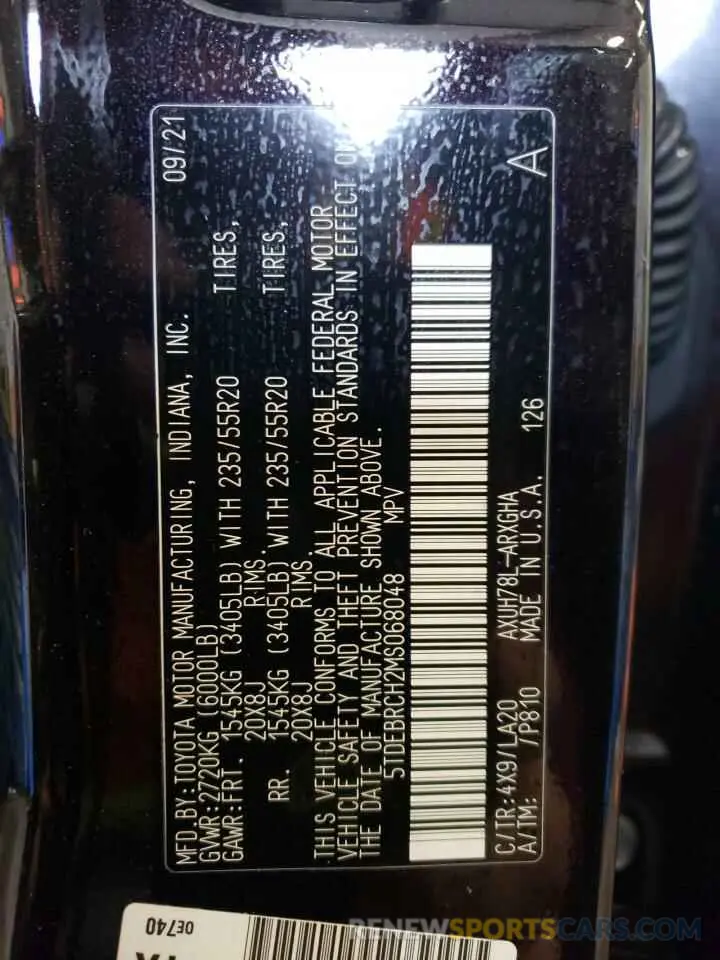 MFD.BY:TOYOTA MOTOR MANUFACTURING, INDIANA, INC. 09/21
GVWR:2720KG (6000LB)
GAWR:FRT. 1545KG (3405LB) WITH 235/55R20 TIRES,
20X8J RIMS.
RR. 1545KG (3405LB) WITH 235/55R20 TIRES,
20X8J RIMS.
THIS VEHICLE CONFORMS TO ALL APPLICABLE FEDERAL MOTOR
VEHICLE SAFETY AND THEFT PREVENTION STANDARDS IN EFFECT ON
THE DATE OF MANUFACTURE SHOWN ABOVE.
5TDEBRCH2MS068048 MPV
C/TR:4X9/LA20 AXUH78L-ARXGHA
A/TM: /P810 MADE IN U.S.A. 126 A
0E740
RENEWSPORTSCARS.COM